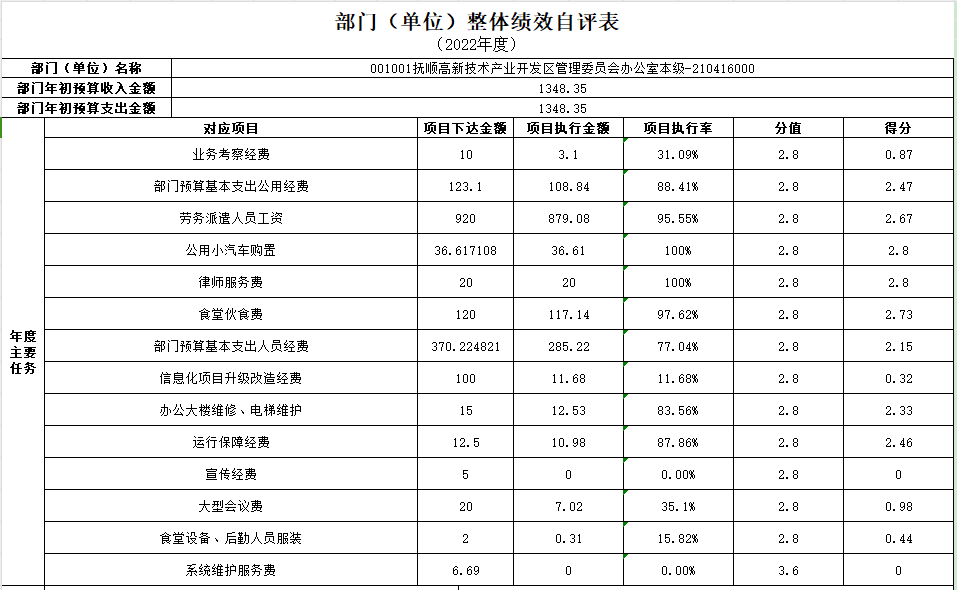 部门（单位）整体绩效自评表
（2022年度）
部门（单位）名称 001001抚顺高新技术产业开发区管理委员会办公室本级-210416000
部门年初预算收入金额 1348.35
部门年初预算支出金额 1348.35
对应项目 项目下达金额 项目执行金额 项目执行率 分值 得分
业务考察经费 10 3.1 31.09% 2.8 0.87
部门预算基本支出公用经费 123.1 108.84 88.41% 2.8 2.47
劳务派遣人员工资 920 879.08 95.55% 2.8 2.67
公用小汽车购置 36.617108 36.61 100% 2.8 2.8
律师服务费 20 20 100% 2.8 2.8
食堂伙食费 120 117.14 97.62% 2.8 2.73
年度
主要
任务
部门预算基本支出人员经费 370.224821 285.22 77.04% 2.8 2.15
信息化项目升级改造经费 100 11.68 11.68% 2.8 0.32
办公大楼维修、电梯维护 15 12.53 83.56% 2.8 2.33
运行保障经费 12.5 10.98 87.86% 2.8 2.46
宣传经费 5 0 0.00% 2.8 0
大型会议费 20 7.02 35.1% 2.8 0.98
食堂设备、后勤人员服装 2 0.31 15.82% 2.8 0.44
系统维护服务费 6.69 0 0.00% 3.6 0